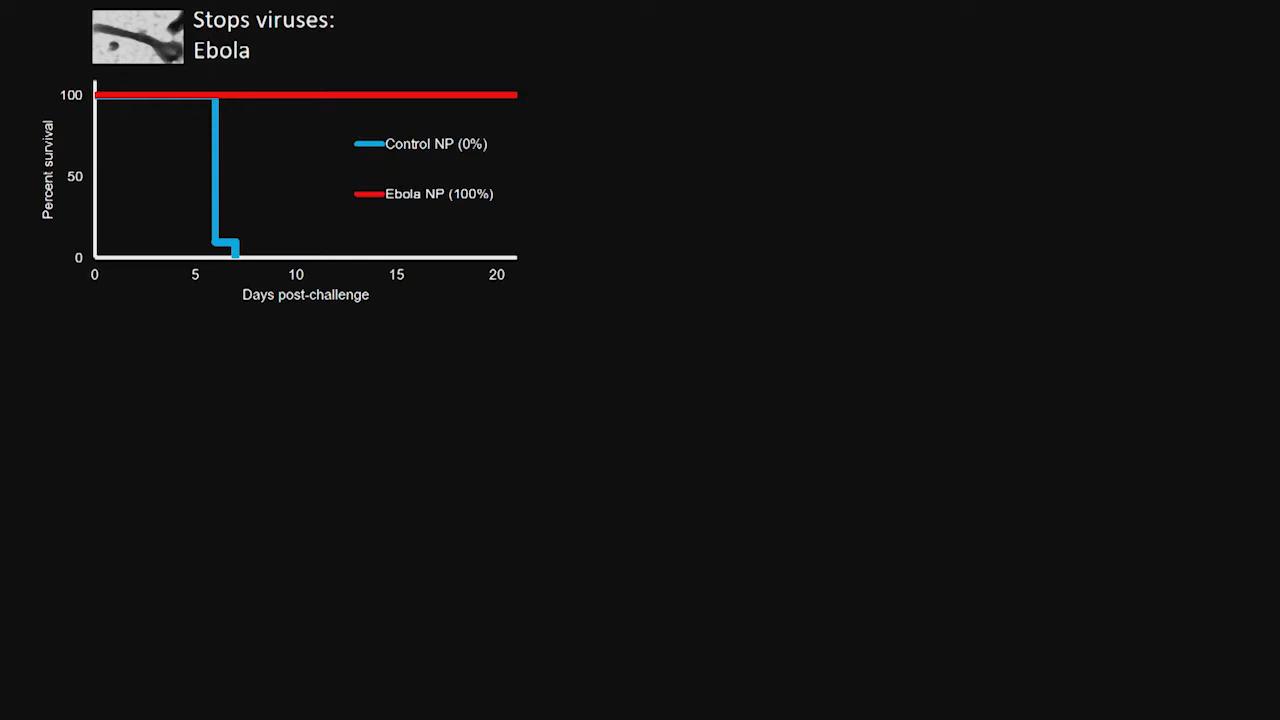 Stops viruses:
Ebola
100
50
0
Percent survival
Control NP (0%)
Ebola NP (100%)
0 5 10 15 20
Days post-challenge